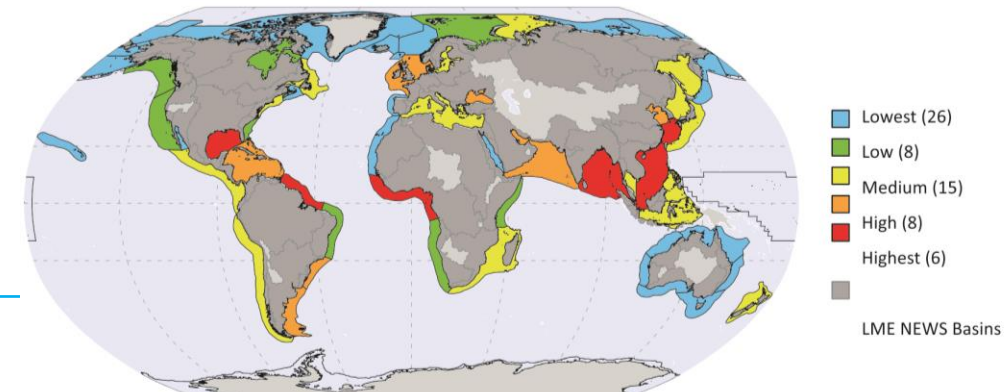 Lowest (26)
Low (8)
Medium (15)
High (8)
Highest (6)
LME NEWS Basins